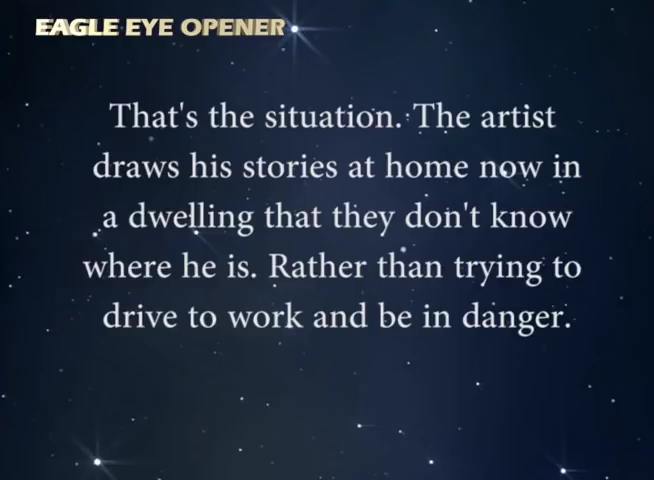 EAGLE EYE OPENER
That's the situation. The artist
draws his stories at home now in
a dwelling that they don't know
where he is. Rather than trying to
drive to work and be in danger.